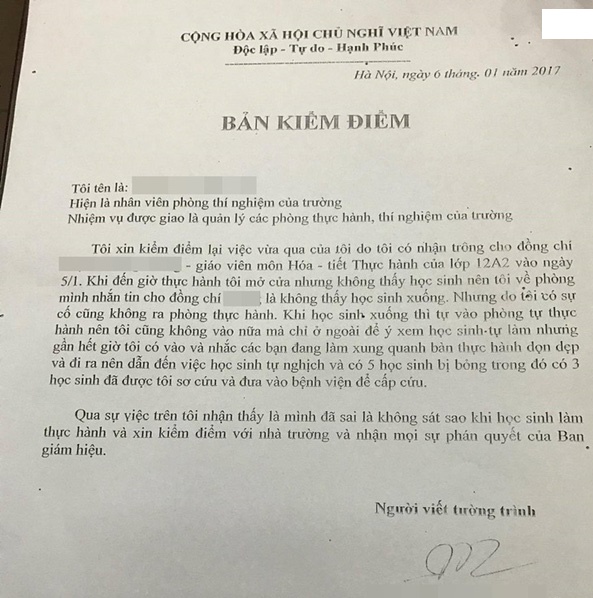 CỘNG HÒA XÃ HỘI CHỦ NGHĨ VIỆT NAM
Độc lập - Tự do - Hạnh Phúc
Hà Nội, ngày 6 tháng. 01 năm 2017
BẢN KIỂM ĐIỂM
Tôi tên là:
Hiện là nhân viên phòng thí nghiệm của trường
Nhiệm vụ được giao là quản lý các phòng thực hành, thí nghiệm của trường
Tôi xin kiểm điểm lại việc vừa qua của tôi do tôi có nhận trông cho đồng chí
- giáo viên môn Hóa - tiết Thực hành của lớp 12A2 vào ngày
5/1. Khi đến giờ thực hành tôi mở cửa nhưng không thấy học sinh nên tôi về phòng
mình nhắn tin cho đồng chí , là không thấy học sinh xuống. Nhưng do tôi có sự
cố cũng không ra phòng thực hành. Khi học sinh xuống thì tự vào phòng tự thực
hành nên tôi cũng không vào nữa mà chỉ ở ngoài để ý xem học sinh-tự làm nhưng
gần hết giờ tôi có vào và nhắc các bạn đang làm xung quanh bàn thực hành dọn dẹp
và đi ra nên dẫn đến việc học sinh tự nghịch và có 5 học sinh bị bỏng trong đó có 3
học sinh đã được tôi sơ cứu và đưa vào bệnh viện để cấp cứu.
Qua sự việc trên tôi nhận thấy là mình đã sai là không sát sao khi học sinh làm
thực hành và xin kiểm điểm với nhà trường và nhận mọi sự phán quyết của Ban
giám hiệu.
Người viết tường trình